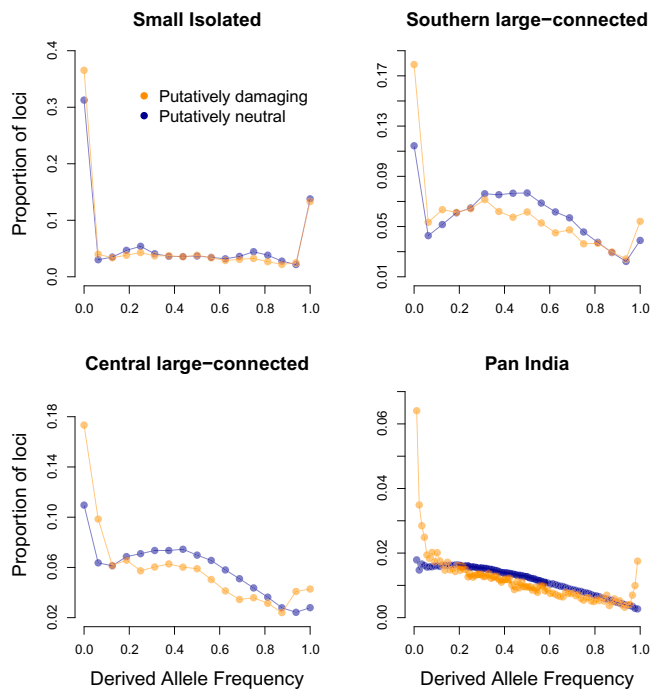 Small Isolated
Southern large−connected
Proportion of loci
0.0 0.1 0.2 0.3 0.4
Putatively damaging
Putatively neutral
0.0 0.2 0.4 0.6 0.8 1.0
0.01 0.05 0.09 0.13 0.17
0.0 0.2 0.4 0.6 0.8 1.0
Central large−connected
Pan India
Proportion of loci
0.02 0.06 0.10 0.14 0.18
0.0 0.2 0.4 0.6 0.8 1.0
0.00 0.02 0.04 0.06
0.0 0.2 0.4 0.6 0.8 1.0
Derived Allele Frequency
Derived Allele Frequency